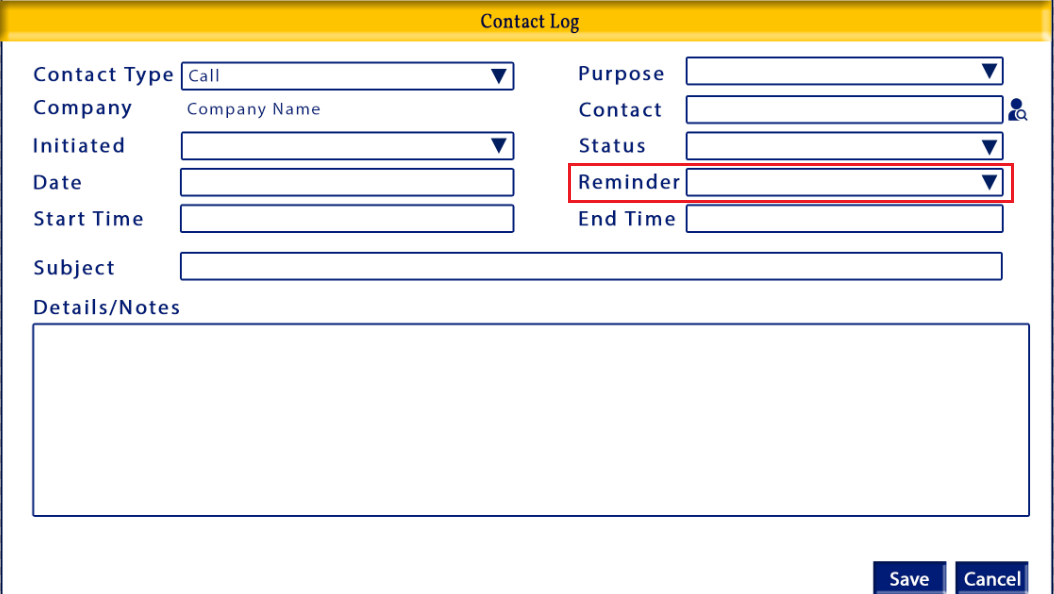 Contact Log
Contact Type Call Purpose
Company Company Name Contact
Initiated Status
Date Reminder
Start Time End Time
Subject
Details/Notes
Save Cancel